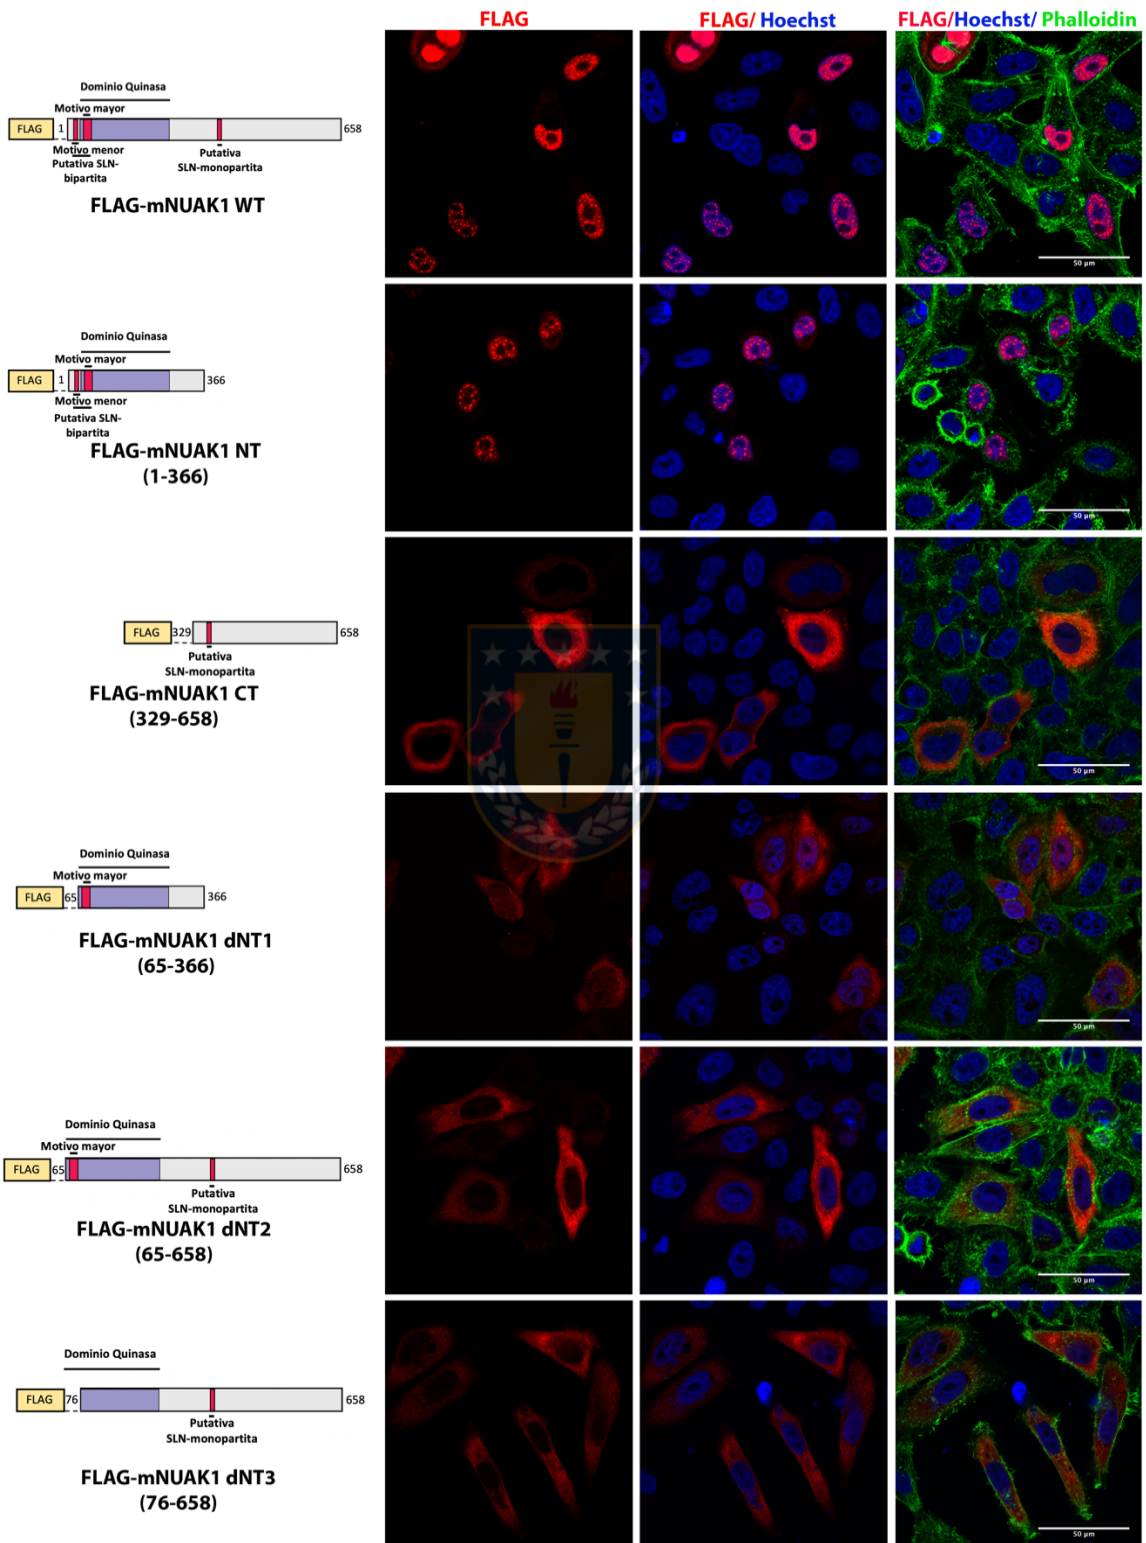 FLAG
FLAG/ Hoechst
FLAG/Hoechst/ Phalloidin
Dominio Quinasa
Motivo mayor
FLAG
1
658
Motivo menor
Putativa SLN-
bipartita
Putativa
SLN-monopartita
FLAG-mNUAK1 WT
50 µm
Dominio Quinasa
Motivo mayor
FLAG
1
366
Motivo menor
Putativa SLN-
bipartita
FLAG-mNUAK1 NT
(1-366)
50 µm
FLAG
329
658
Putativa
SLN-monopartita
FLAG-mNUAK1 CT
(329-658)
50 µm
Dominio Quinasa
Motivo mayor
FLAG
65
366
FLAG-mNUAK1 dNT1
(65-366)
50 µm
Dominio Quinasa
Motivo mayor
FLAG
65
658
Putativa
SLN-monopartita
FLAG-mNUAK1 dNT2
(65-658)
50 µm
Dominio Quinasa
FLAG
76
658
Putativa
SLN-monopartita
FLAG-mNUAK1 dNT3
(76-658)
50 µm